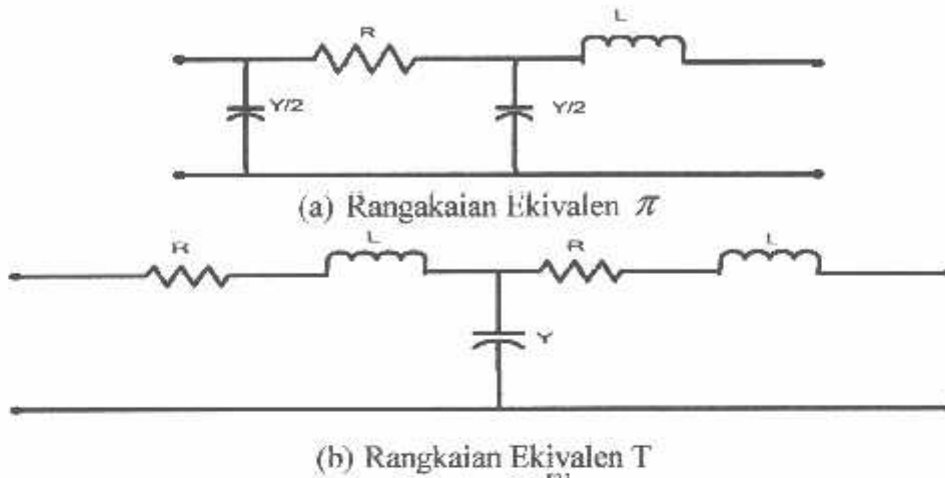 L
R
Y/2
Y/2
(a) Rangakaian Ekivalen π
R
L
R
L
Y
(b) Rangkaian Ekivalen T